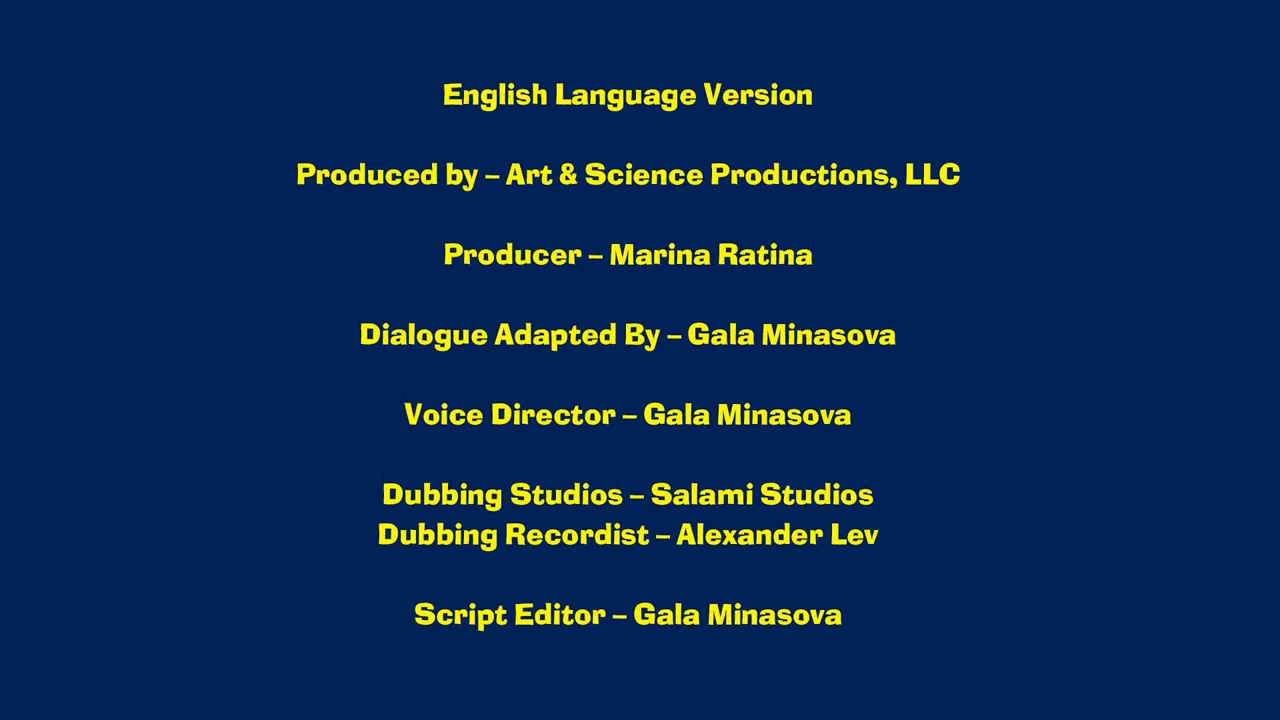 English Language Version
Produced by – Art & Science Productions, LLC
Producer – Marina Ratina
Dialogue Adapted By – Gala Minasova
Voice Director – Gala Minasova
Dubbing Studios – Salami Studios
Dubbing Recordist – Alexander Lev
Script Editor – Gala Minasova